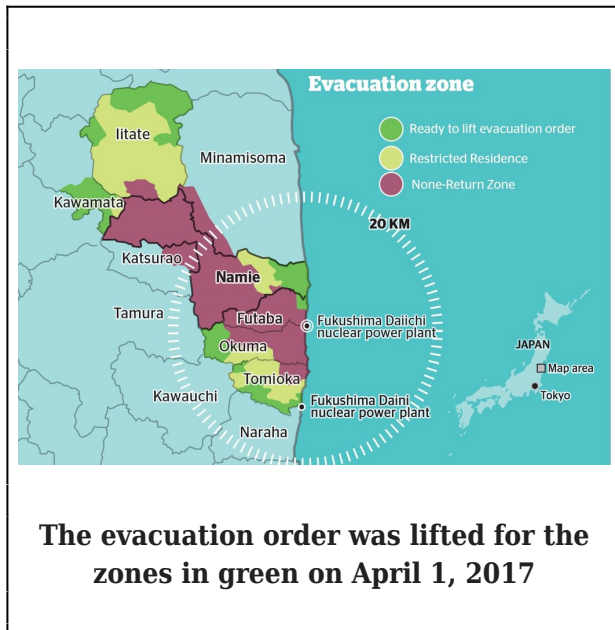 Evacuation zone
Ready to lift evacuation order
Restricted Residence
None-Return Zone
Iitate
Minamisoma
Kawamata
20 KM
Katsurao
Namie
Tamura
Futaba
Fukushima Daiichi
nuclear power plant
Okuma
JAPAN
Map area
Tomioka
Tokyo
Kawauchi
Fukushima Daini
nuclear power plant
Naraha
The evacuation order was lifted for the
zones in green on April 1, 2017